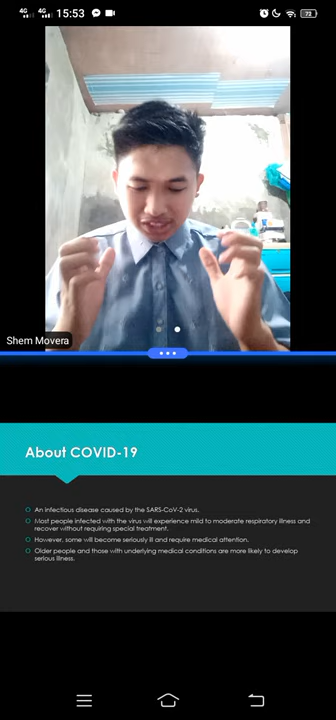 4G 4G 15:53
72
Shem Movera
About COVID-19
An infectious disease caused by the SARS-CoV-2 virus.
Most people infected with the virus will experience mild to moderate respiratory illness and
recover without requiring special treatment.
However, some will become seriously ill and require medical attention.
Older people and those with underlying medical conditions are more likely to develop
serious illness.